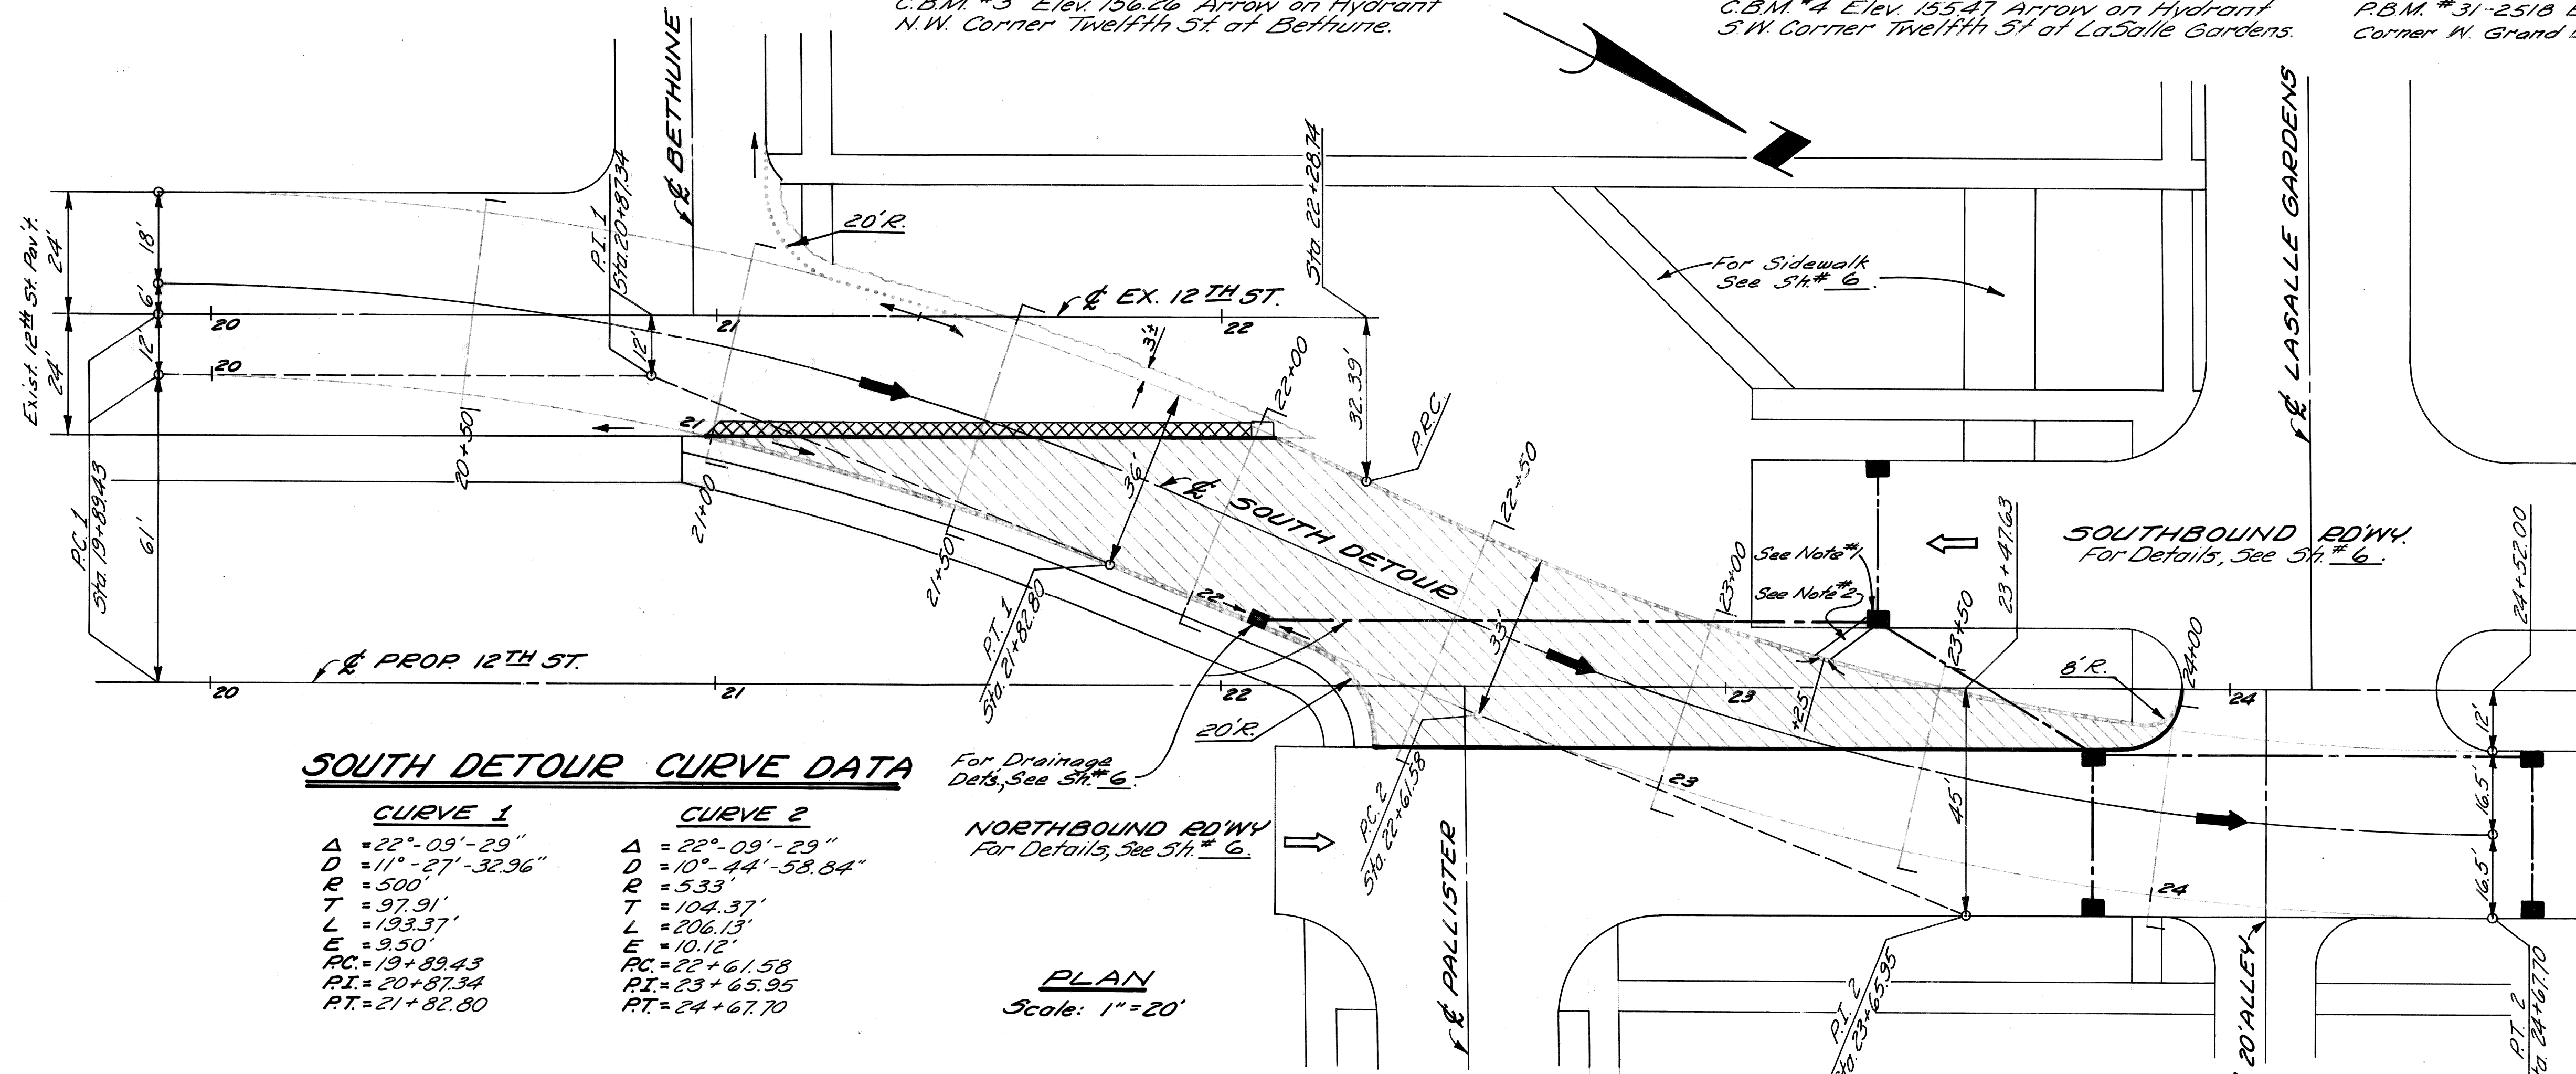 C.B.M. #3 Elev. 156.26 Arrow on Hydrant
N.W. Corner Twelfth St. at Bethune.
C.B.M. #4 Elev. 155.47 Arrow on Hydrant
S.W. Corner Twelfth St at LaSalle Gardens.
P.B.M. #31-2518
Corner W. Grand
℄ BETHUNE
P.I. 1
Sta. 20+87.34
20'R.
Sta. 22+28.74
℄ LASALLE GARDENS
Exist. 12th St. Pav't.
24'
24'
18'
6'
12'
61'
P.C. 1
Sta. 19+89.43
20
20
12'
21
℄ EX. 12TH ST.
22
3'±
32.39'
P.R.C.
For Sidewalk
See Sh.# 6.
20+50
21
21+00
21+50
22+00
22+50
36'
℄ SOUTH DETOUR
33'
23+00
See Note #1
See Note #2
23+50
23+47.63
SOUTHBOUND RD'WY.
For Details, See Sh.# 6.
24+52.00
P.T. 1
Sta. 21+82.80
22
℄ PROP. 12TH ST.
20
21
22
23
24
20'R.
+25
8'R.
24+00
12'
16.5'
16.5'
45'
For Drainage
Det's., See Sh.# 6.
NORTHBOUND RD'WY
For Details, See Sh.# 6.
P.C. 2
Sta. 22+61.58
23
24
℄ PALLISTER
P.I. 2
Sta. 23+65.95
20' ALLEY
P.T. 2
Sta. 24+67.70
SOUTH DETOUR CURVE DATA
CURVE 1
Δ = 22°-09'-29"
D = 11°-27'-32.96"
R = 500'
T = 97.91'
L = 193.37'
E = 9.50'
P.C. = 19+89.43
P.I. = 20+87.34
P.T. = 21+82.80
CURVE 2
Δ = 22°-09'-29"
D = 10°-44'-58.84"
R = 533'
T = 104.37'
L = 206.13'
E = 10.12'
P.C. = 22+61.58
P.I. = 23+65.95
P.T. = 24+67.70
PLAN
Scale: 1"=20'